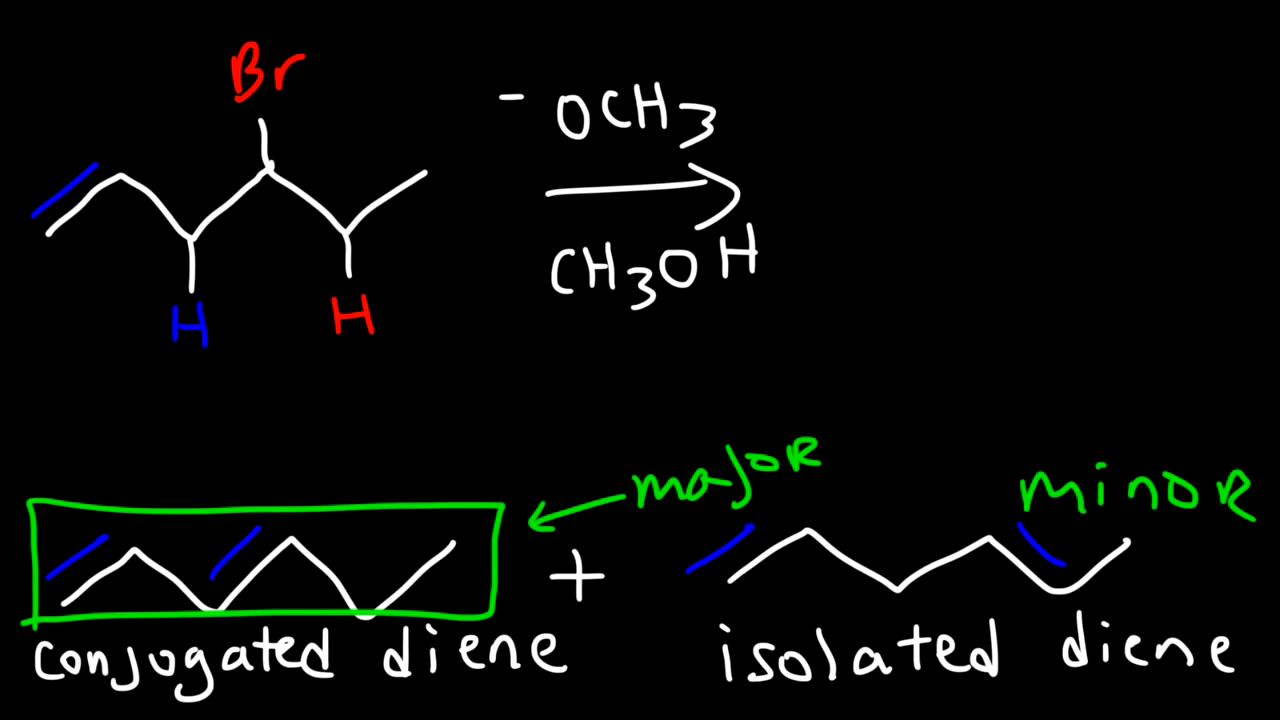 Br
-OCH3
CH3OH
H
H
major
minor
+
conjugated diene
isolated diene